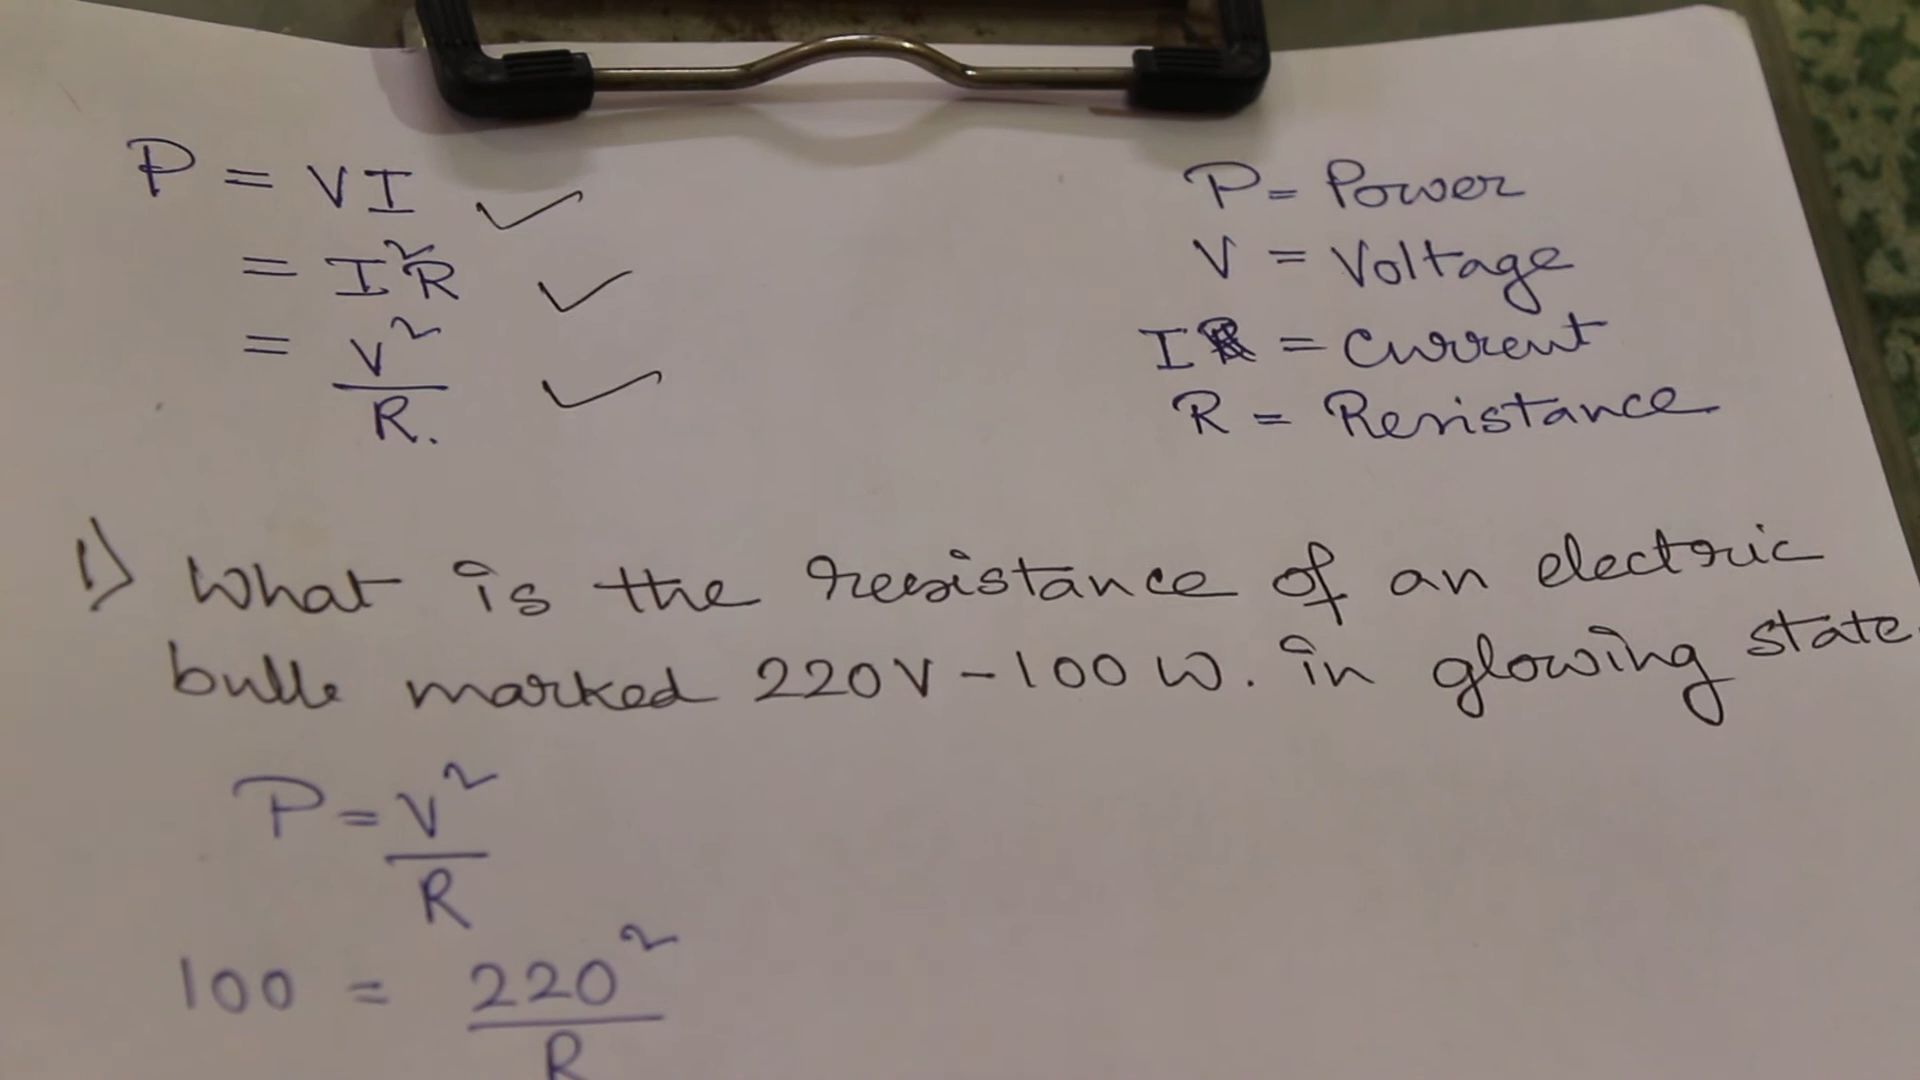 P = VI ✓
= I²R ✓
= V²/R. ✓
P = Power
V = Voltage
I = Current
R = Resistance
1) What is the resistance of an electric
bulb marked 220V - 100 W. in glowing state.
P = V²/R
100 = 220²/R